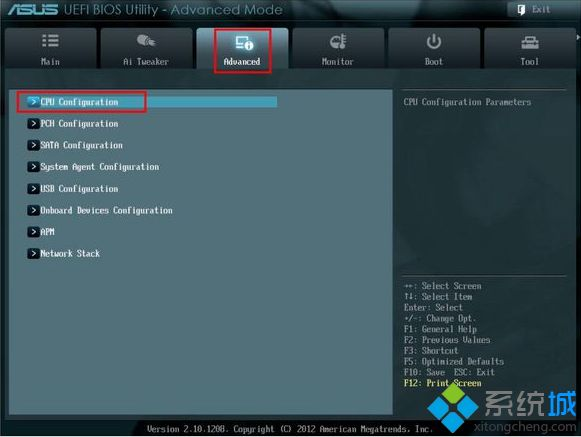 ASUS UEFI BIOS Utility - Advanced Mode
Exit
Main
Ai Tweaker
Advanced
Monitor
Boot
Tool
> CPU Configuration
> PCH Configuration
> SATA Configuration
> System Agent Configuration
> USB Configuration
> Onboard Devices Configuration
> APM
> Network Stack
CPU Configuration Parameters
→←: Select Screen
↑↓: Select Item
Enter: Select
+/-: Change Opt.
F1: General Help
F2: Previous Values
F3: Shortcut
F5: Optimized Defaults
F10: Save ESC: Exit
F12: Print Screen
Version 2.10.1208. Copyright (C) 2012 American Megatrends, Inc.
系统城
xitongcheng.com